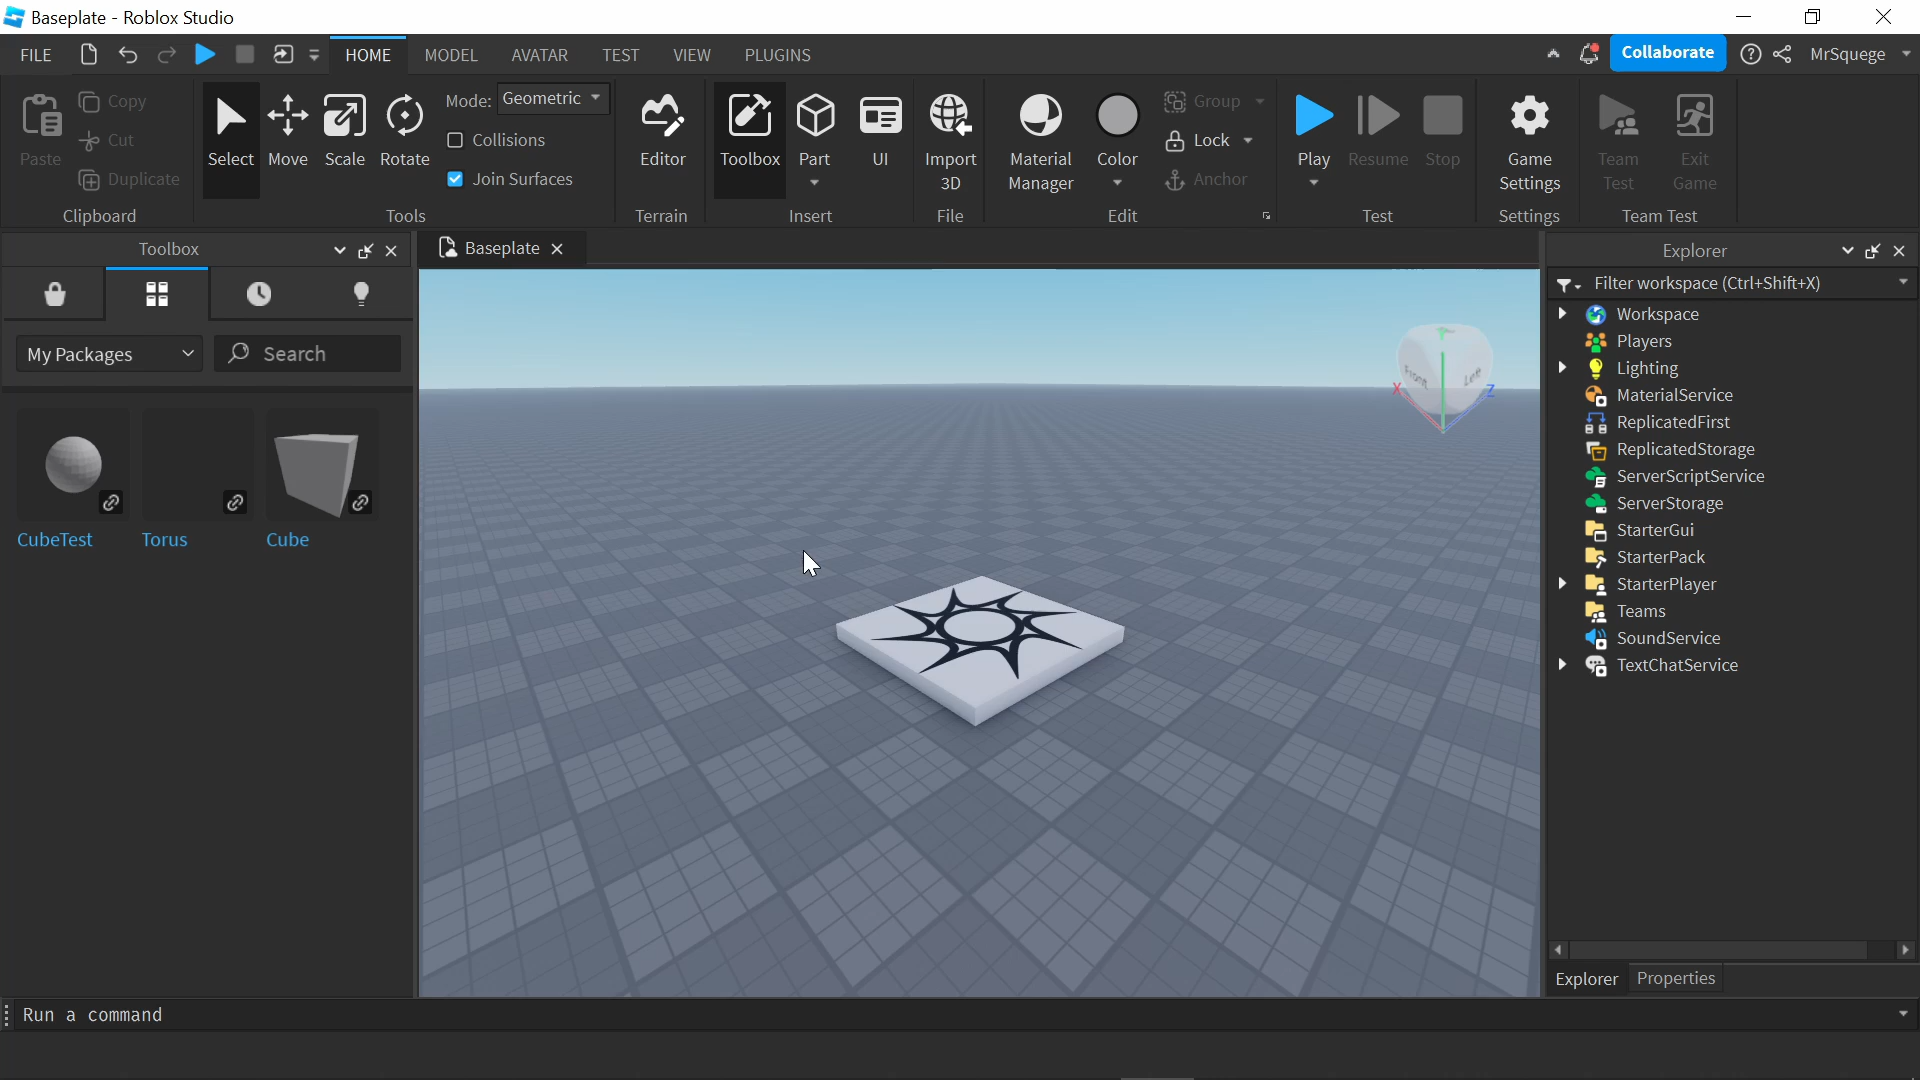 Baseplate - Roblox Studio
FILE HOME MODEL AVATAR TEST VIEW PLUGINS Collaborate MrSquege
Paste
Copy
Cut
Duplicate
Clipboard
Select Move Scale Rotate
Mode: Geometric
Collisions
Join Surfaces
Tools
Editor
Terrain
Toolbox Part UI
Insert
Import
3D
File
Material
Manager
Color
Group
Lock
Anchor
Edit
Play Resume Stop
Test
Game
Settings
Settings
Team
Test
Exit
Game
Team Test
Toolbox
My Packages Search
CubeTest Torus Cube
Baseplate
Front Left
X Y Z
Explorer
Filter workspace (Ctrl+Shift+X)
Workspace
Players
Lighting
MaterialService
ReplicatedFirst
ReplicatedStorage
ServerScriptService
ServerStorage
StarterGui
StarterPack
StarterPlayer
Teams
SoundService
TextChatService
Explorer Properties
Run a command